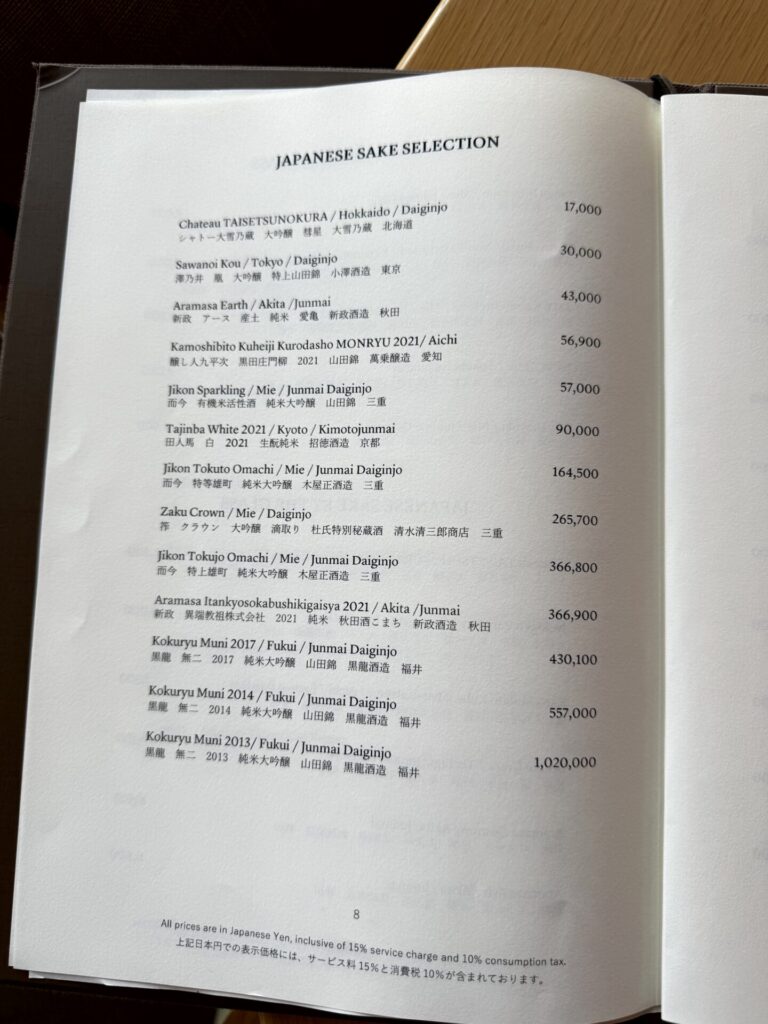 JAPANESE SAKE SELECTION
Chateau TAISETSUNOKURA / Hokkaido / Daiginjo 17,000
シャトー大雪乃蔵 大吟醸 彗星 大雪乃蔵 北海道
Sawanoi Kou / Tokyo / Daiginjo 30,000
澤乃井 凰 大吟醸 特上山田錦 小澤酒造 東京
Aramasa Earth / Akita /Junmai 43,000
新政 アース 産土 純米 愛亀 新政酒造 秋田
Kamoshibito Kuheiji Kurodasho MONRYU 2021/ Aichi 56,900
醸し人九平次 黒田庄門柳 2021 山田錦 萬乗醸造 愛知
Jikon Sparkling / Mie / Junmai Daiginjo 57,000
而今 有機米活性酒 純米大吟醸 山田錦 三重
Tajinba White 2021 / Kyoto / Kimotojunmai 90,000
田人馬 白 2021 生酛純米 招徳酒造 京都
Jikon Tokuto Omachi / Mie / Junmai Daiginjo 164,500
而今 特等雄町 純米大吟醸 木屋正酒造 三重
Zaku Crown / Mie / Daiginjo 265,700
クラウン 大吟醸 滴取り 杜氏特別秘蔵酒 清水清三郎商店 三重
Jikon Tokujo Omachi / Mie / Junmai Daiginjo 366,800
而今 特上雄町 純米大吟醸 木屋正酒造 三重
Aramasa Itankyosokabushikigaisya 2021 / Akita /Junmai 366,900
新政 異端教祖株式会社 2021 純米 秋田酒こまち 新政酒造 秋田
Kokuryu Muni 2017 / Fukui / Junmai Daiginjo 430,100
黒龍 無二 2017 純米大吟醸 山田錦 黒龍酒造 福井
Kokuryu Muni 2014 / Fukui / Junmai Daiginjo 557,000
黒龍 無二 2014 純米大吟醸 山田錦 黒龍酒造 福井
Kokuryu Muni 2013/ Fukui / Junmai Daiginjo 1,020,000
黒龍 無二 2013 純米大吟醸 山田錦 黒龍酒造 福井
8
All prices are in Japanese Yen, inclusive of 15% service charge and 10% consumption tax.
上記日本円での表示価格には、サービス料15%と消費税10%が含まれております。